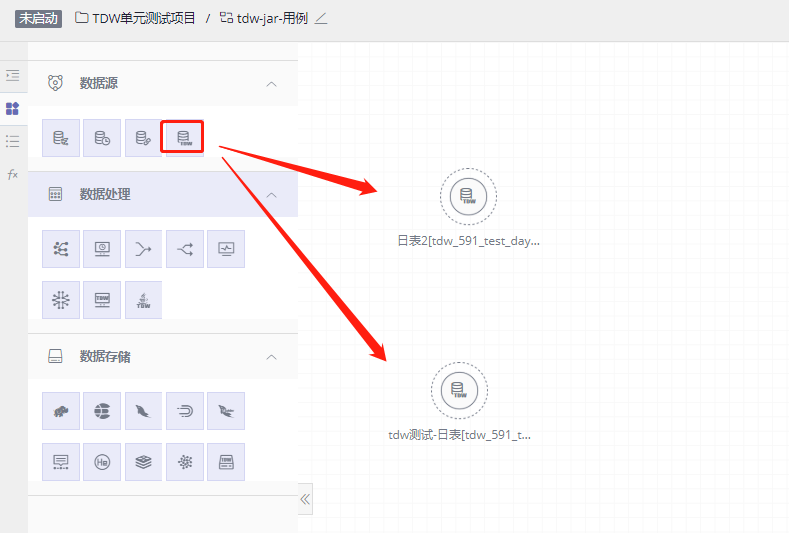 未启动 TDW单元测试项目 / tdw-jar-用例
数据源
TDW
数据处理
TDW
TDW
数据存储
Hg
TDW
fx
TDW
日表2[tdw_591_test_day...
TDW
tdw测试-日表[tdw_591_t...